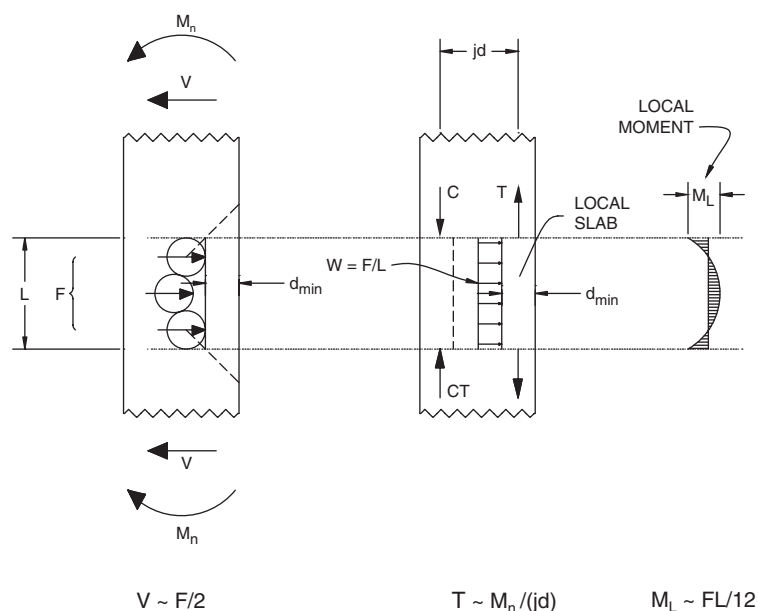 Mn
V
jd
LOCAL
MOMENT
C
T
LOCAL
SLAB
ML
W = F/L
L
F
dmin
dmin
CT
V
Mn
V ~ F/2
T ~ Mn/(jd)
ML ~ FL/12